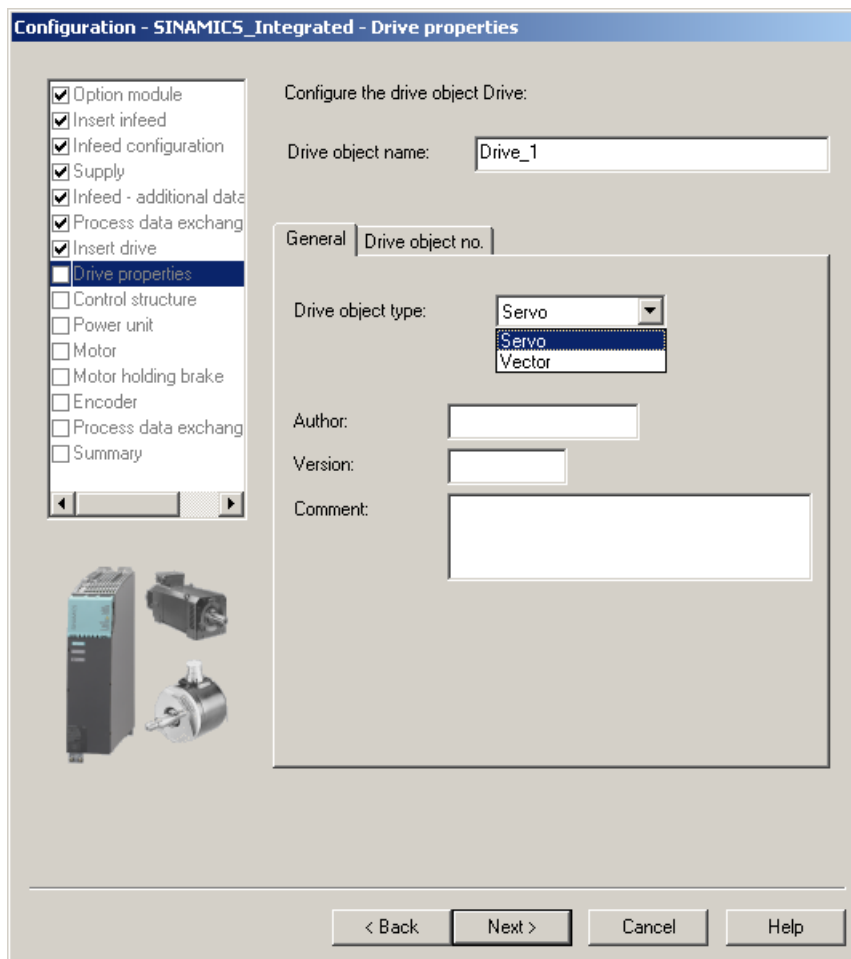 Configuration - SINAMICS_Integrated - Drive properties
Option module
Insert infeed
Infeed configuration
Supply
Infeed - additional data
Process data exchang
Insert drive
Drive properties
Control structure
Power unit
Motor
Motor holding brake
Encoder
Process data exchang
Summary
Configure the drive object Drive:
Drive object name: Drive_1
General Drive object no.
Drive object type: Servo
Servo
Vector
Author:
Version:
Comment:
< Back Next > Cancel Help